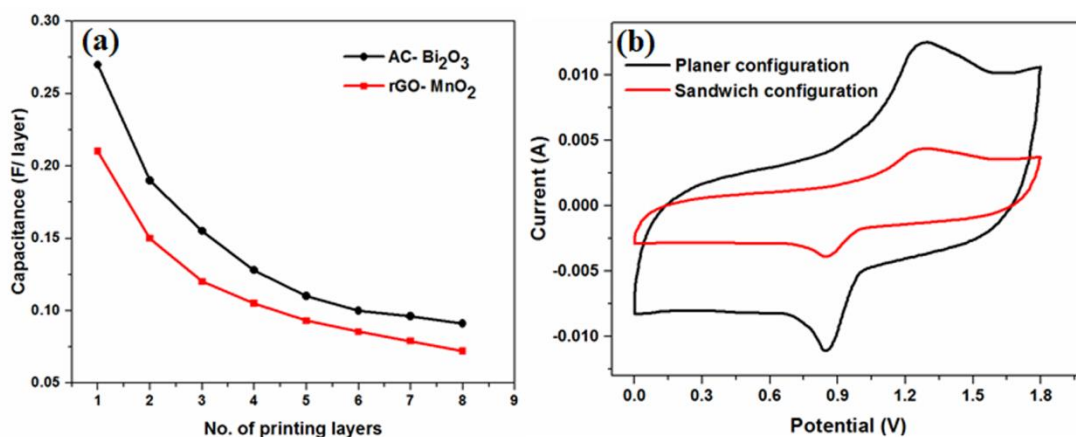 (a)
AC- Bi₂O₃
rGO- MnO₂
0.30
0.25
0.20
0.15
0.10
0.05
Capacitance (F/ layer)
1 2 3 4 5 6 7 8 9
No. of printing layers
(b)
Planer configuration
Sandwich configuration
0.010
0.005
0.000
-0.005
-0.010
Current (A)
0.0 0.3 0.6 0.9 1.2 1.5 1.8
Potential (V)